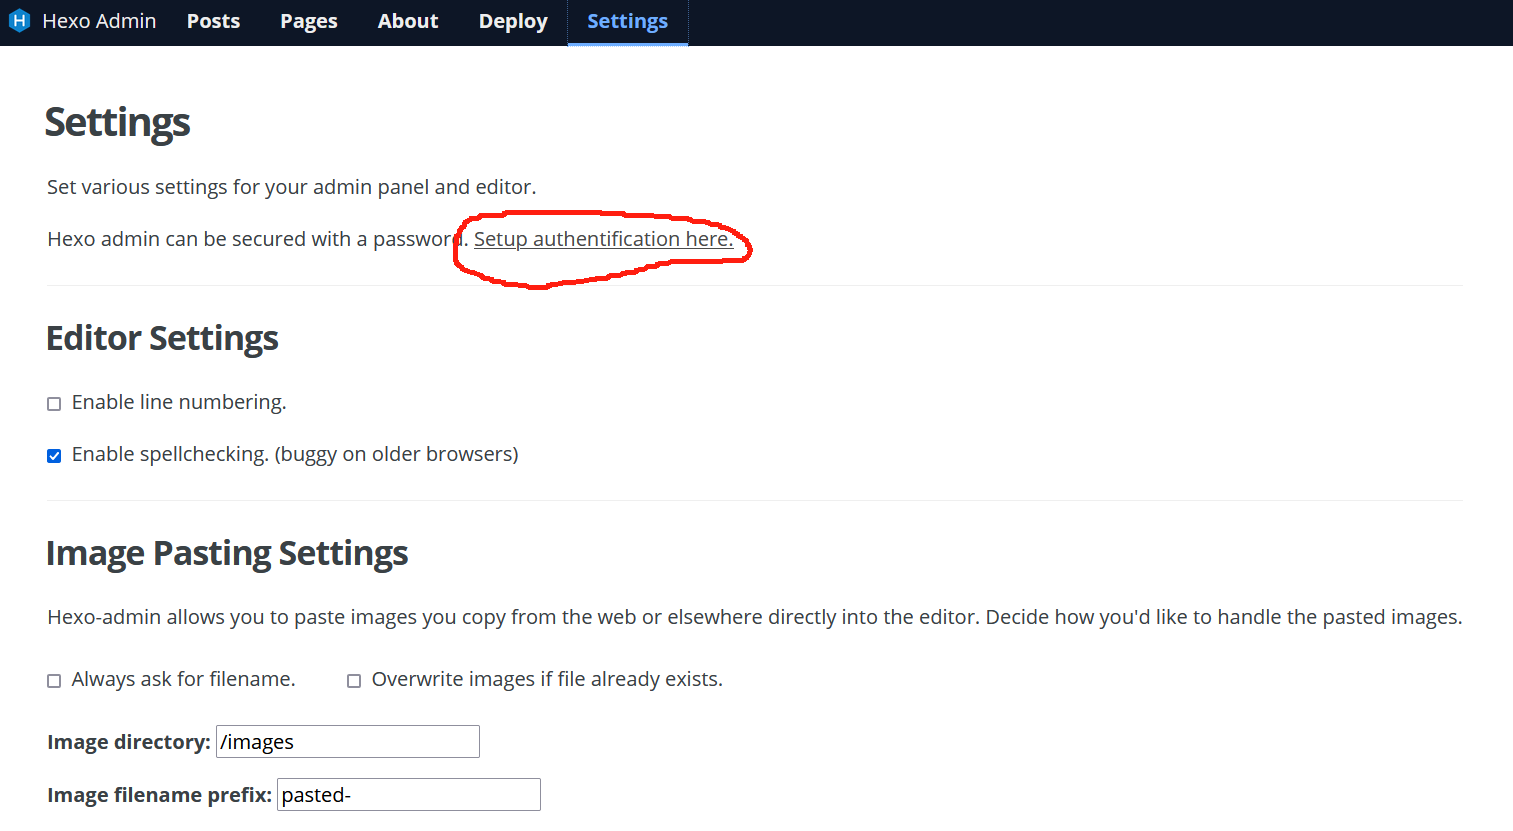 Hexo Admin Posts Pages About Deploy Settings
Settings
Set various settings for your admin panel and editor.
Hexo admin can be secured with a password. Setup authentification here.
Editor Settings
Enable line numbering.
Enable spellchecking. (buggy on older browsers)
Image Pasting Settings
Hexo-admin allows you to paste images you copy from the web or elsewhere directly into the editor. Decide how you'd like to handle the pasted images.
Always ask for filename. Overwrite images if file already exists.
Image directory: /images
Image filename prefix: pasted-